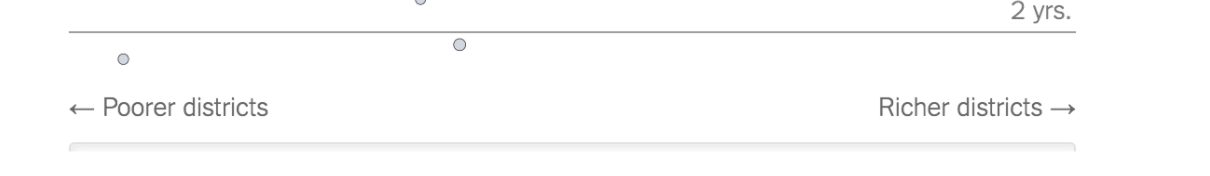 2 yrs.
← Poorer districts
Richer districts →